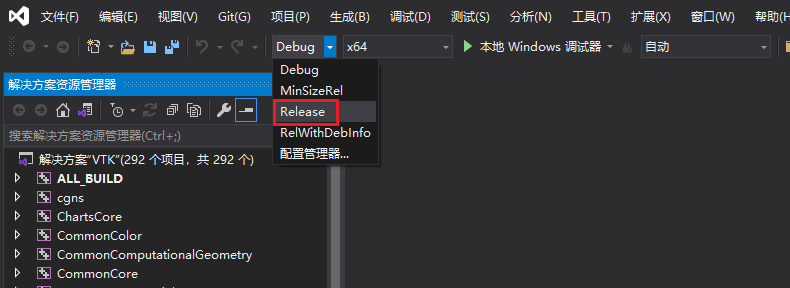 文件(F) 编辑(E) 视图(V) Git(G) 项目(P) 生成(B) 调试(D) 测试(S) 分析(N) 工具(T) 扩展(X) 窗口(W) 帮助(H
Debug x64 本地 Windows 调试器 自动
Debug
MinSizeRel
Release
RelWithDebInfo
配置管理器...
解决方案资源管理器
搜索解决方案资源管理器(Ctrl+;)
解决方案"VTK"(292 个项目，共 292 个)
ALL_BUILD
cgns
ChartsCore
CommonColor
CommonComputationalGeometry
CommonCore